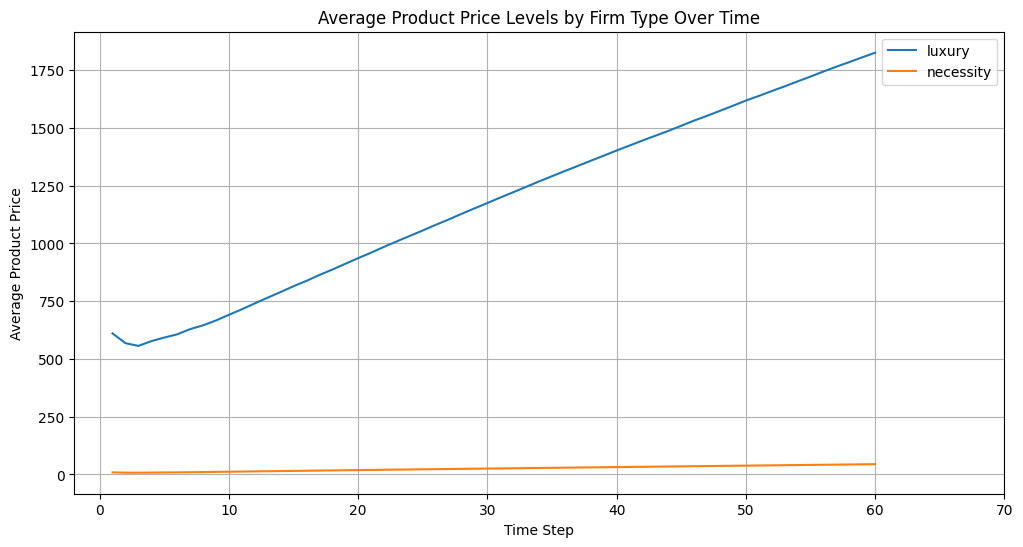 Average Product Price Levels by Firm Type Over Time
luxury
necessity
Average Product Price
1750
1500
1250
1000
750
500
250
0
0 10 20 30 40 50 60 70
Time Step